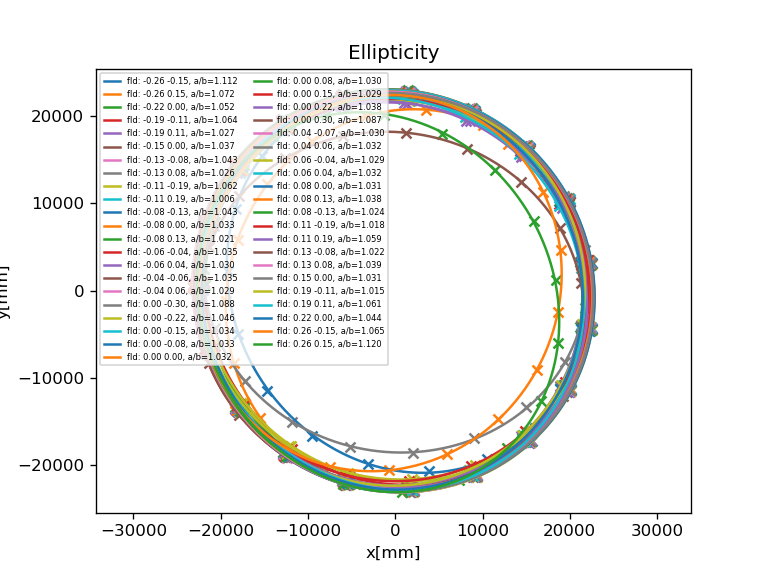 Ellipticity
fld: -0.26 -0.15, a/b=1.112
fld: -0.26 0.15, a/b=1.072
fld: -0.22 0.00, a/b=1.052
fld: -0.19 -0.11, a/b=1.064
fld: -0.19 0.11, a/b=1.027
fld: -0.15 0.00, a/b=1.037
fld: -0.13 -0.08, a/b=1.043
fld: -0.13 0.08, a/b=1.026
fld: -0.11 -0.19, a/b=1.062
fld: -0.11 0.19, a/b=1.006
fld: -0.08 -0.13, a/b=1.043
fld: -0.08 0.00, a/b=1.033
fld: -0.08 0.13, a/b=1.021
fld: -0.06 -0.04, a/b=1.035
fld: -0.06 0.04, a/b=1.030
fld: -0.04 -0.06, a/b=1.035
fld: -0.04 0.06, a/b=1.029
fld: 0.00 -0.30, a/b=1.088
fld: 0.00 -0.22, a/b=1.046
fld: 0.00 -0.15, a/b=1.034
fld: 0.00 -0.08, a/b=1.033
fld: 0.00 0.00, a/b=1.032
fld: 0.00 0.08, a/b=1.030
fld: 0.00 0.15, a/b=1.029
fld: 0.00 0.22, a/b=1.038
fld: 0.00 0.30, a/b=1.087
fld: 0.04 -0.07, a/b=1.030
fld: 0.04 0.06, a/b=1.032
fld: 0.06 -0.04, a/b=1.029
fld: 0.06 0.04, a/b=1.032
fld: 0.08 0.00, a/b=1.031
fld: 0.08 0.13, a/b=1.038
fld: 0.08 -0.13, a/b=1.024
fld: 0.11 -0.19, a/b=1.018
fld: 0.11 0.19, a/b=1.059
fld: 0.13 -0.08, a/b=1.022
fld: 0.13 0.08, a/b=1.039
fld: 0.15 0.00, a/b=1.031
fld: 0.19 -0.11, a/b=1.015
fld: 0.19 0.11, a/b=1.061
fld: 0.22 0.00, a/b=1.044
fld: 0.26 -0.15, a/b=1.065
fld: 0.26 0.15, a/b=1.120
20000
10000
0
−10000
−20000
y[mm]
−30000 −20000 −10000 0 10000 20000 30000
x[mm]